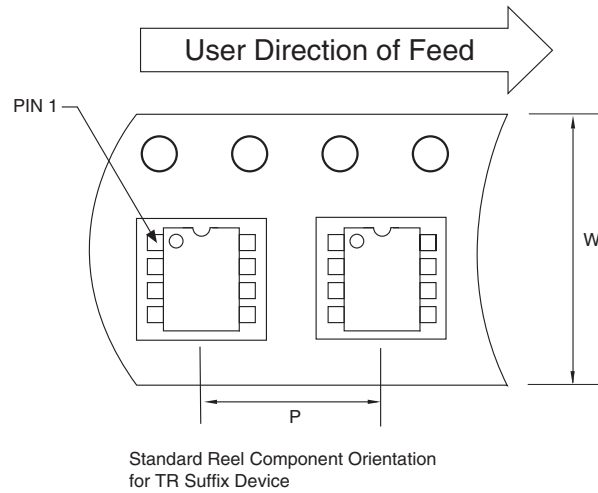 User Direction of Feed
PIN 1
W
P
Standard Reel Component Orientation
for TR Suffix Device